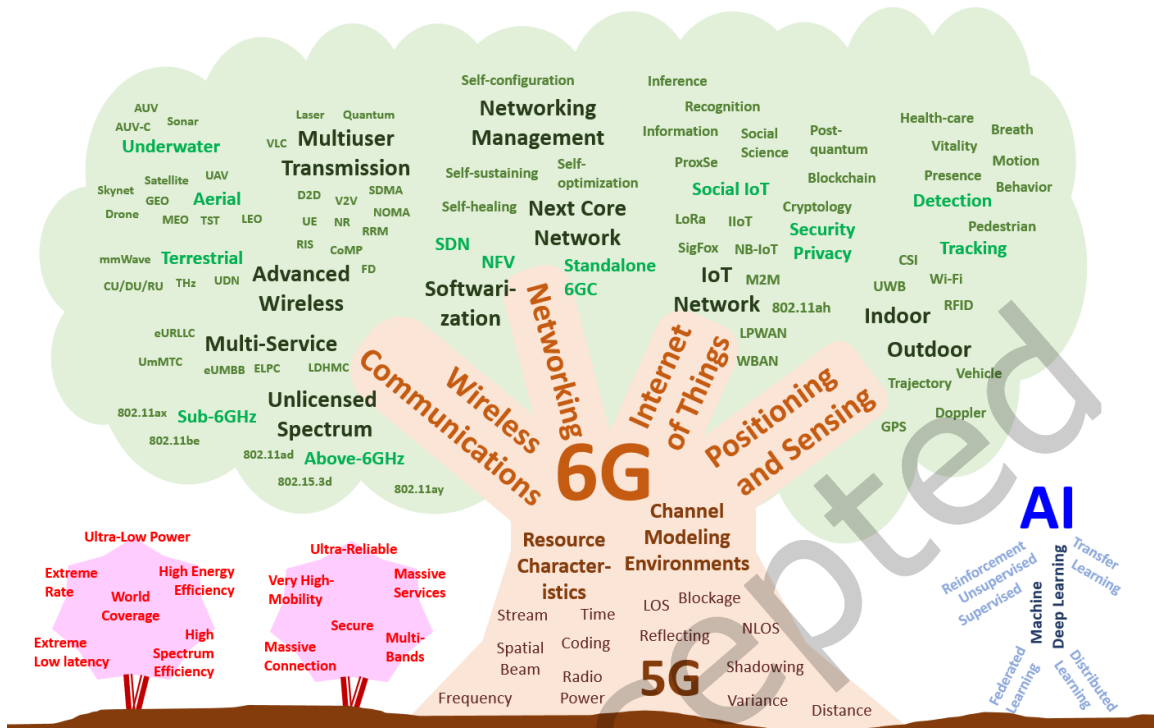 Self-configuration
Networking
Management
Self-sustaining
Self-
optimization
Self-healing
Next Core
Network
SDN
NFV
Standalone
6GC
Softwari-
zation
AUV
AUV-C
Sonar
Underwater
Laser
Quantum
VLC
Multiuser
Transmission
Skynet
Satellite
UAV
GEO
Aerial
Drone
MEO
TST
LEO
D2D
V2V
SDMA
UE
NR
NOMA
RRM
RIS
CoMP
FD
mmWave
Terrestrial
CU/DU/RU
THz
UDN
Advanced
Wireless
eURLLC
Multi-Service
UmMTC
eUMBB
ELPC
LDHMC
Unlicensed
Spectrum
802.11ax
Sub-6GHz
802.11be
802.11ad
Above-6GHz
802.15.3d
802.11ay
Inference
Recognition
Information
Social
Science
Post-
quantum
ProxSe
Blockchain
Social IoT
Cryptology
LoRa
IIoT
Security
Privacy
SigFox
NB-IoT
IoT
Network
M2M
802.11ah
LPWAN
WBAN
Health-care
Breath
Vitality
Motion
Presence
Behavior
Detection
Pedestrian
Tracking
CSI
Wi-Fi
UWB
RFID
Indoor
Outdoor
Vehicle
Trajectory
Doppler
GPS
Wireless
Communications
Networking
Internet
of Things
Positioning
and Sensing
6G
Resource
Character-
istics
Channel
Modeling
Environments
Stream
Time
LOS
Blockage
Spatial
Beam
Coding
Reflecting
NLOS
Radio
Power
5G
Shadowing
Frequency
Variance
Distance
Ultra-Low Power
Extreme
Rate
High Energy
Efficiency
World
Coverage
Extreme
Low latency
High
Spectrum
Efficiency
Ultra-Reliable
Very High-
Mobility
Massive
Services
Secure
Massive
Connection
Multi-
Bands
AI
Reinforcement
Unsupervised
Supervised
Machine
Deep Learning
Transfer
Learning
Federated
Learning
Distributed
Learning
epted